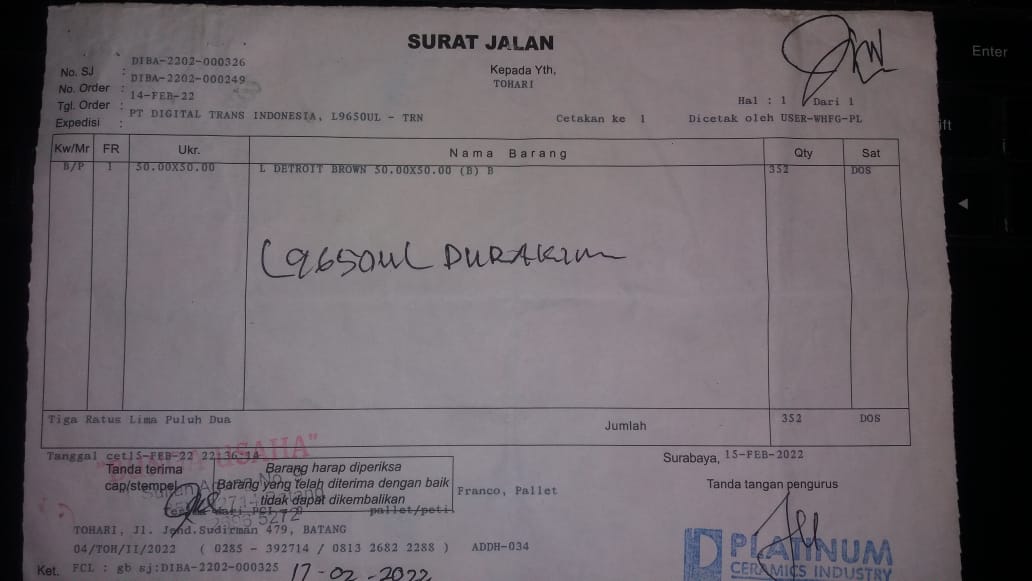 SURAT JALAN
No. SJ : DIBA-2202-000326
No. Order : DIBA-2202-000249
Tgl. Order : 14-FEB-22
Expedisi : PT DIGITAL TRANS INDONESIA, L9650UL - TRN
Kepada Yth,
TOHARI
Hal : 1 Dari 1
Cetakan ke 1 Dicetak oleh USER-WHFG-PL
Kw/Mr FR Ukr. Nama Barang Qty Sat
B/P 1 50.00X50.00 L DETROIT BROWN 50.00X50.00 (B) B 352 DOS
L9650UL DURAKIM
Tiga Ratus Lima Puluh Dua Jumlah 352 DOS
Tanggal cet15-FEB-22 22:36:14
Surabaya, 15-FEB-2022
USAHA"
Tanda terima
cap/stempel
Barang harap diperiksa
Barang yang telah diterima dengan baik
tidak dapat dikembalikan
Tanda tangan pengurus
Franco, Pallet
pallet/peti
5272
TOHARI, Jl. Jend.Sudirman 479, BATANG
04/TOH/II/2022 ( 0285 - 392714 / 0813 2682 2288 ) ADDH-034
Ket. FCL : gb sj:DIBA-2202-000325
17-02-2022
PLATINUM
CERAMICS INDUSTRY
Enter